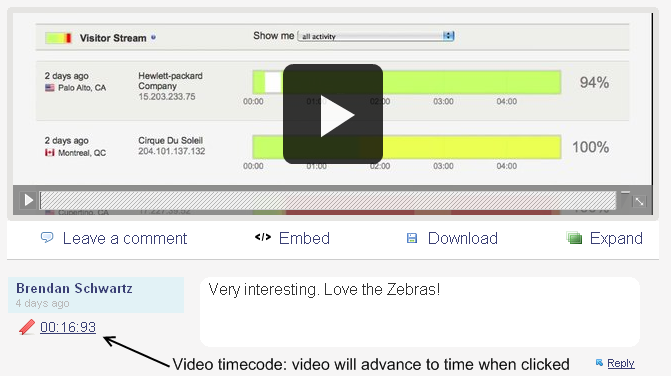 Visitor Stream
Show me all activity
2 days ago
Palo Alto, CA
Hewlett-packard
Company
15.203.233.75
94%
00:00 01:00 02:00 03:00 04:00
2 days ago
Montreal, QC
Cirque Du Soleil
204.101.137.132
100%
00:00 01:00 02:00 03:00 04:00
Cupertino, CA
Leave a comment
</> Embed
Download
Expand
Brendan Schwartz
4 days ago
00:16:93
Very interesting. Love the Zebras!
Video timecode: video will advance to time when clicked
Reply